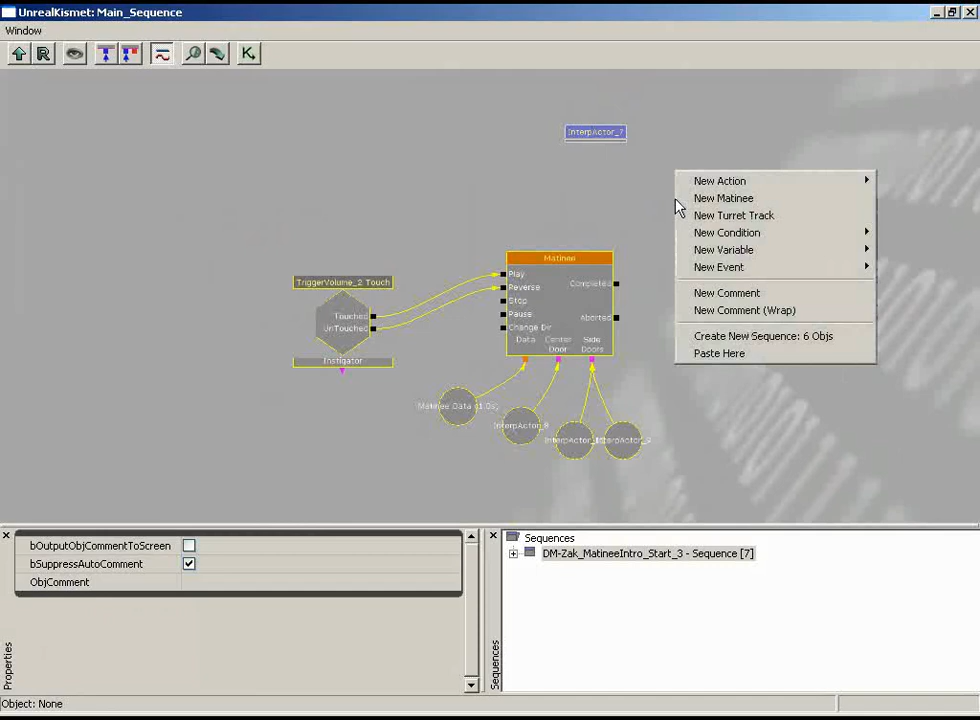 UnrealKismet: Main_Sequence
Window
R
K
InterpActor_7
New Action
New Matinee
New Turret Track
New Condition
New Variable
New Event
New Comment
New Comment (Wrap)
Create New Sequence: 6 Objs
Paste Here
TriggerVolume_2 Touch
Touched
UnTouched
Instigator
Matinee
Play
Reverse
Stop
Pause
Change Dir
Completed
Aborted
Data
Center
Door
Side
Doors
Matinee Data
InterpActor_8
InterpActor_
bOutputObjCommentToScreen
bSuppressAutoComment
ObjComment
Properties
Sequences
DM-Zak_MatineeIntro_Start_3 - Sequence [7]
Sequences
Object: None